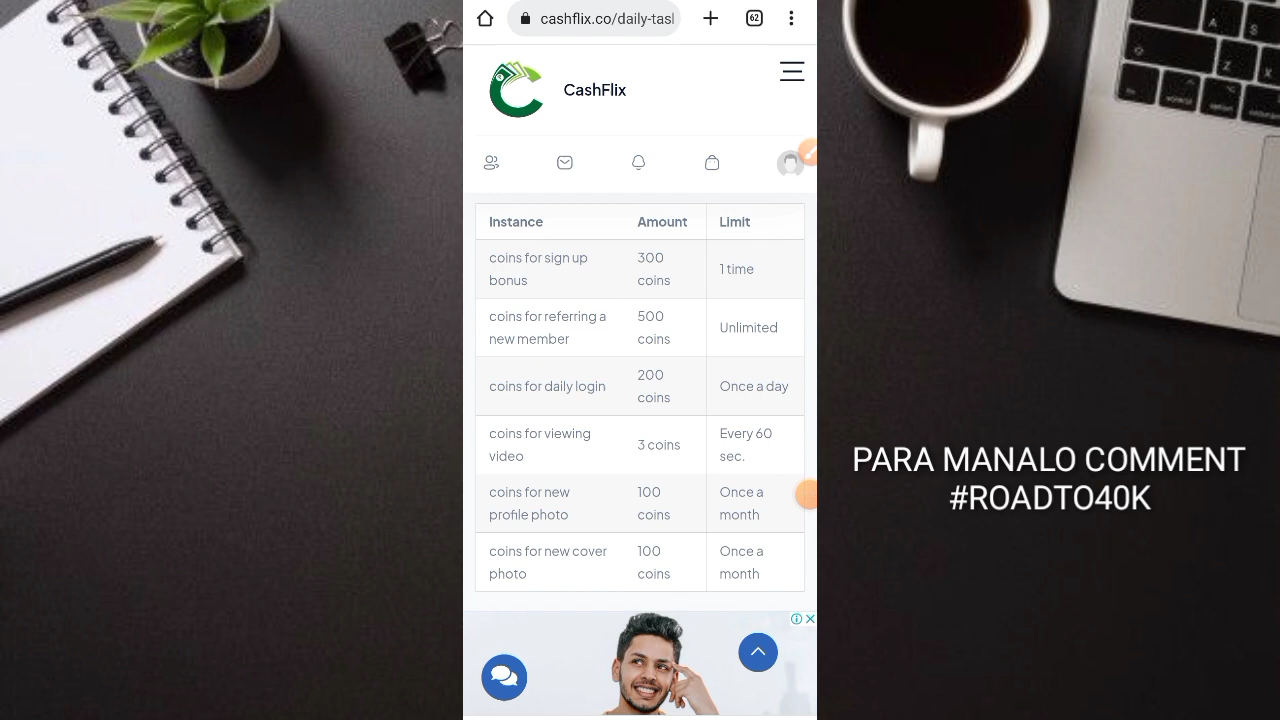 cashflix.co/daily-tasl
62
CashFlix
Instance Amount Limit
coins for sign up bonus 300 coins 1 time
coins for referring a new member 500 coins Unlimited
coins for daily login 200 coins Once a day
coins for viewing video 3 coins Every 60 sec.
coins for new profile photo 100 coins Once a month
coins for new cover photo 100 coins Once a month
PARA MANALO COMMENT
#ROADTO40K
A
S
Z
X